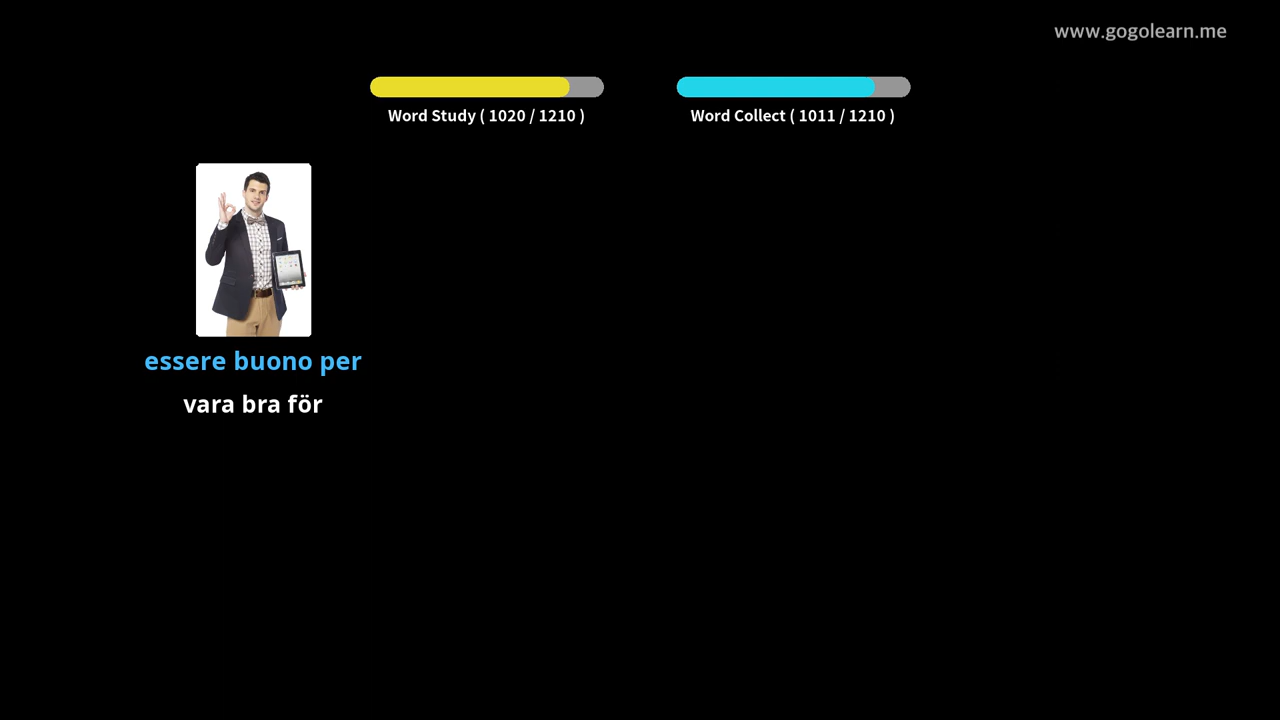 www.gogolearn.me
Word Study ( 1020 / 1210 )
Word Collect ( 1011 / 1210 )
essere buono per
vara bra för